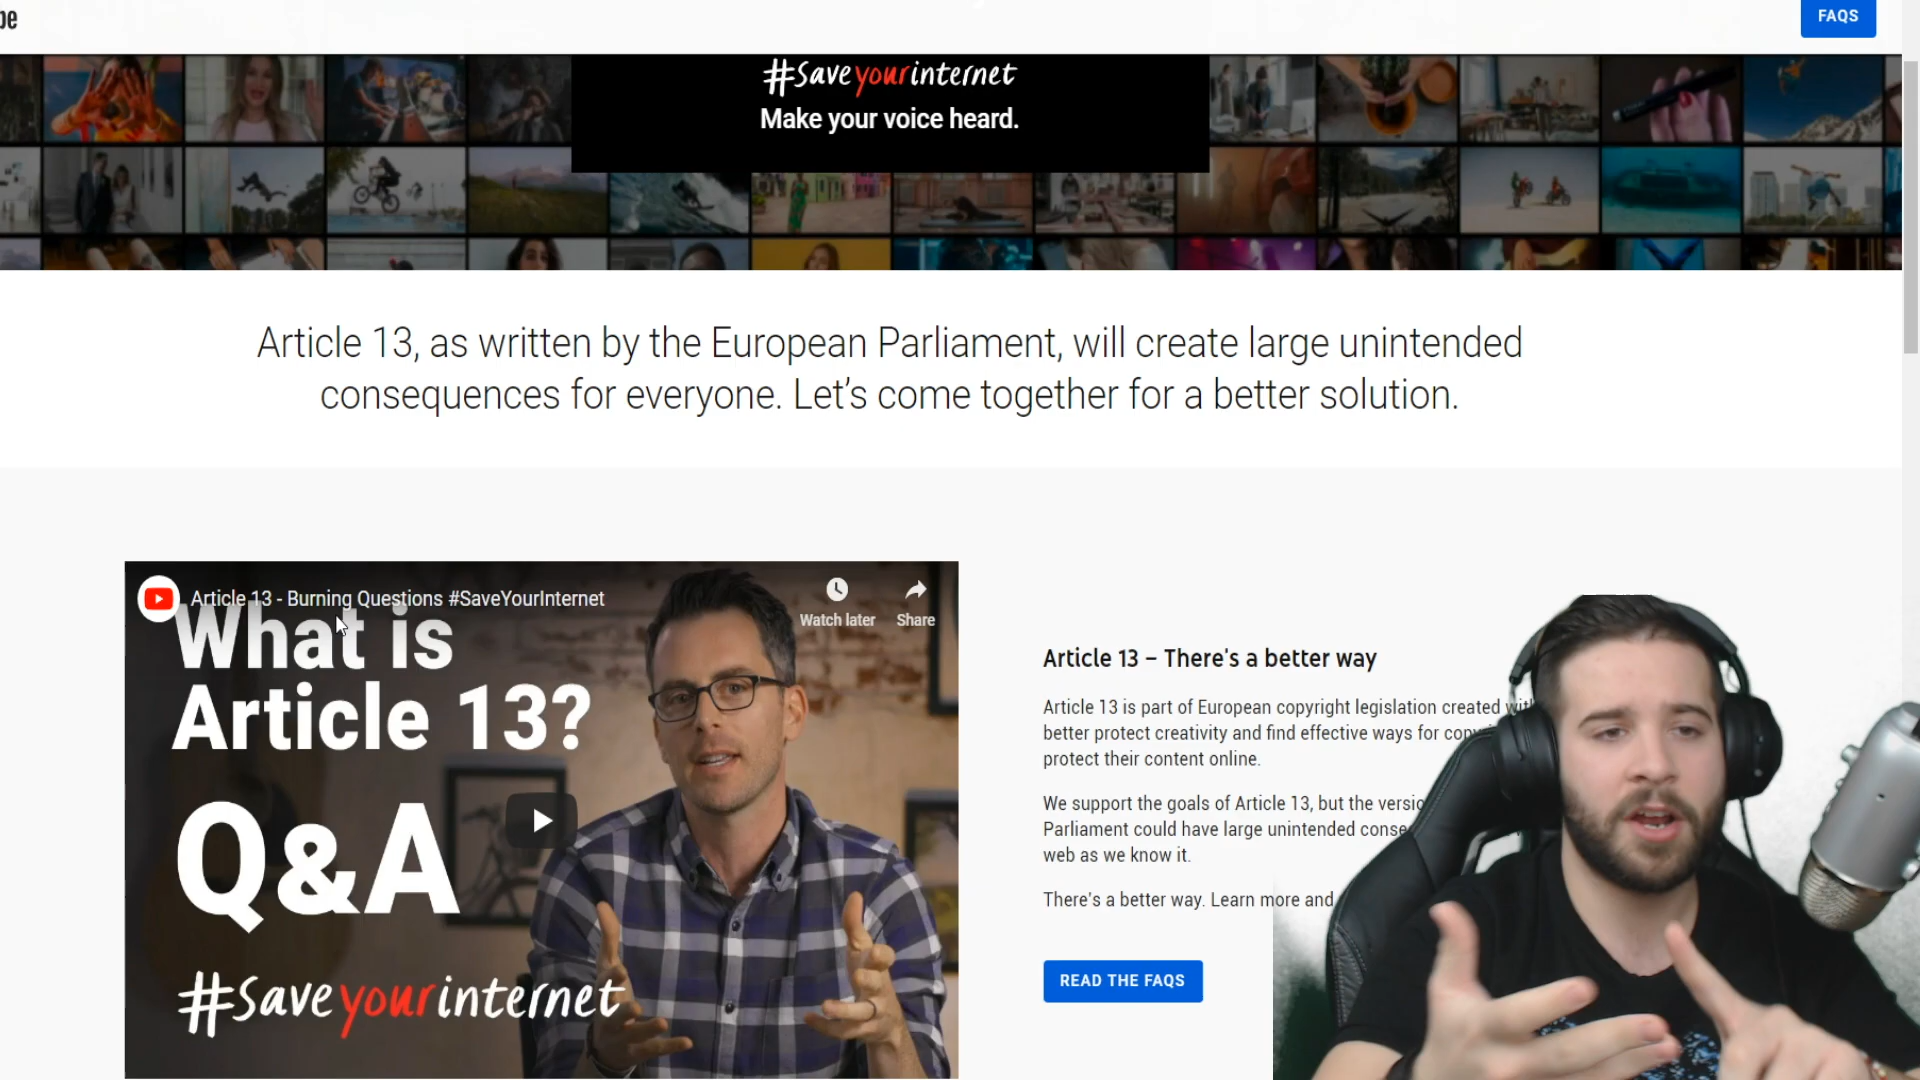 be
FAQS
#Saveyourinternet
Make your voice heard.
Article 13, as written by the European Parliament, will create large unintended
consequences for everyone. Let's come together for a better solution.
Article 13 - Burning Questions #SaveYourInternet
Watch later
Share
What is
Article 13?
Q&A
#Saveyourinternet
Article 13 – There's a better way
Article 13 is part of European copyright legislation created
better protect creativity and find effective ways for
protect their content online.
We support the goals of Article 13, but the
Parliament could have large unintended
web as we know it.
There's a better way. Learn more and
READ THE FAQS